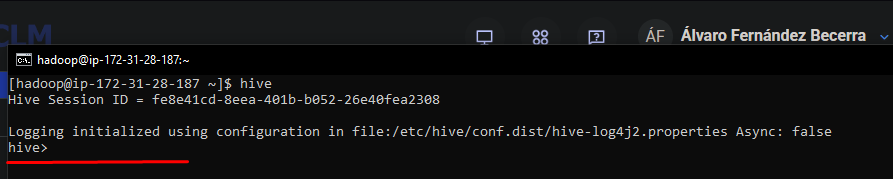 CLM
ÁF Álvaro Fernández Becerra
hadoop@ip-172-31-28-187:~
[hadoop@ip-172-31-28-187 ~]$ hive
Hive Session ID = fe8e41cd-8eea-401b-b052-26e40fea2308
Logging initialized using configuration in file:/etc/hive/conf.dist/hive-log4j2.properties Async: false
hive>